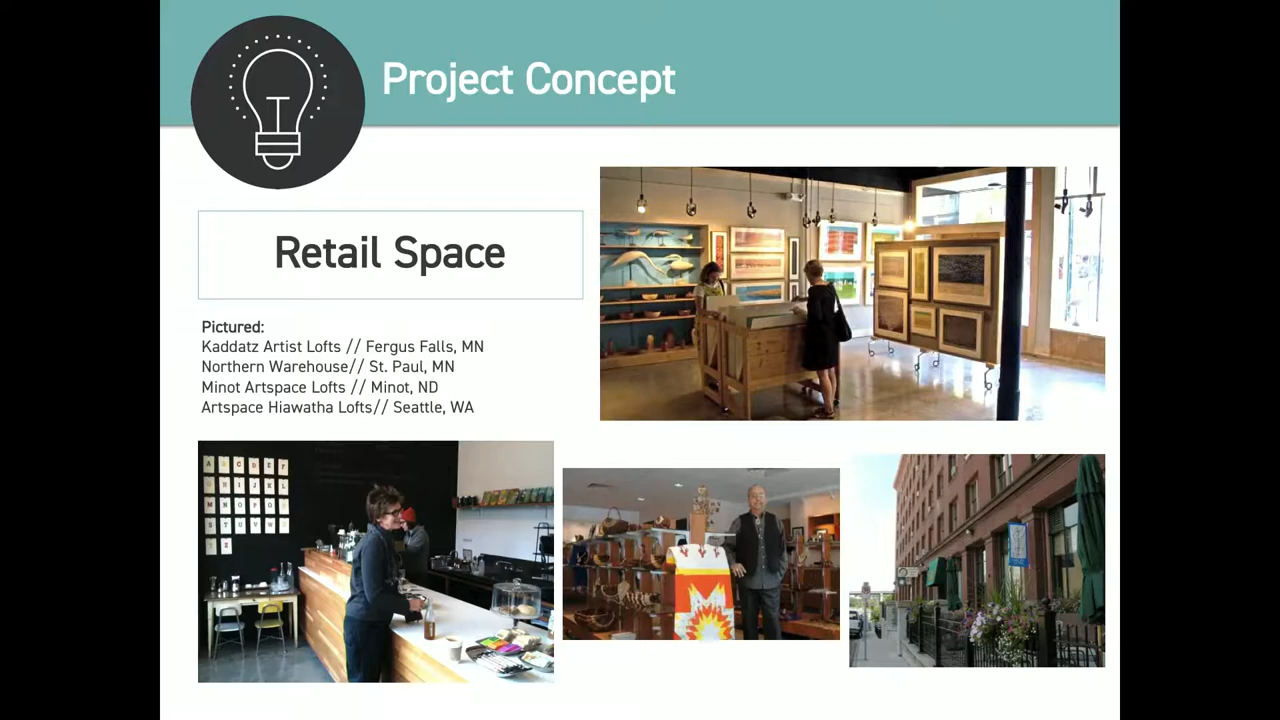 Project Concept
Retail Space
Pictured:
Kaddatz Artist Lofts // Fergus Falls, MN
Northern Warehouse// St. Paul, MN
Minot Artspace Lofts // Minot, ND
Artspace Hiawatha Lofts// Seattle, WA
A B C D E F
G H I J K L
M N O P Q R
S T U V W X
Y Z